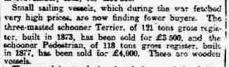 Small sailing vessels, which during the war fetched
very high prices, are now finding fewer buyers. The
three-masted schooner Terrier, of 121 tons gross regis-
ter, built in 1873, has been sold for £3 500, and the
schooner Pedestrian, of 118 tons gross register, built
in 1877, has been sold for £4,000. These are wooden
vessels.